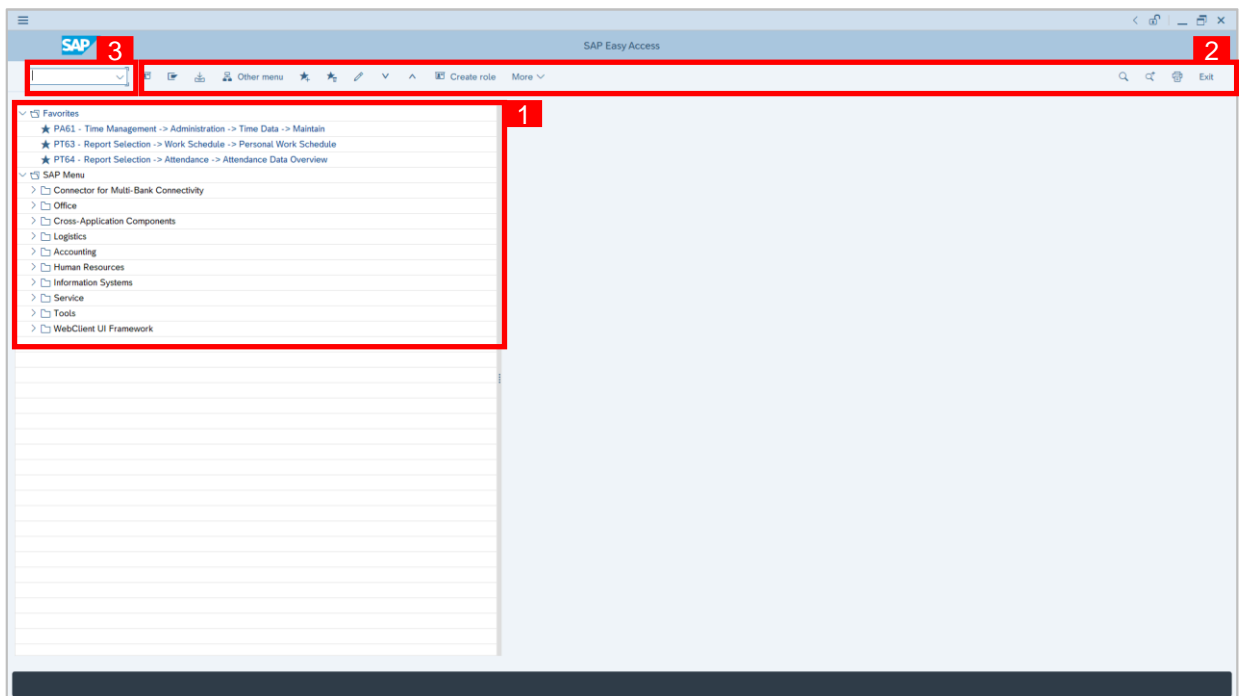 SAP Easy Access
SAP
3
2
Other menu
Create role
More
Exit
1
Favorites
PA61 - Time Management -> Administration -> Time Data -> Maintain
PT63 - Report Selection -> Work Schedule -> Personal Work Schedule
PT64 - Report Selection -> Attendance -> Attendance Data Overview
SAP Menu
Connector for Multi-Bank Connectivity
Office
Cross-Application Components
Logistics
Accounting
Human Resources
Information Systems
Service
Tools
WebClient UI Framework